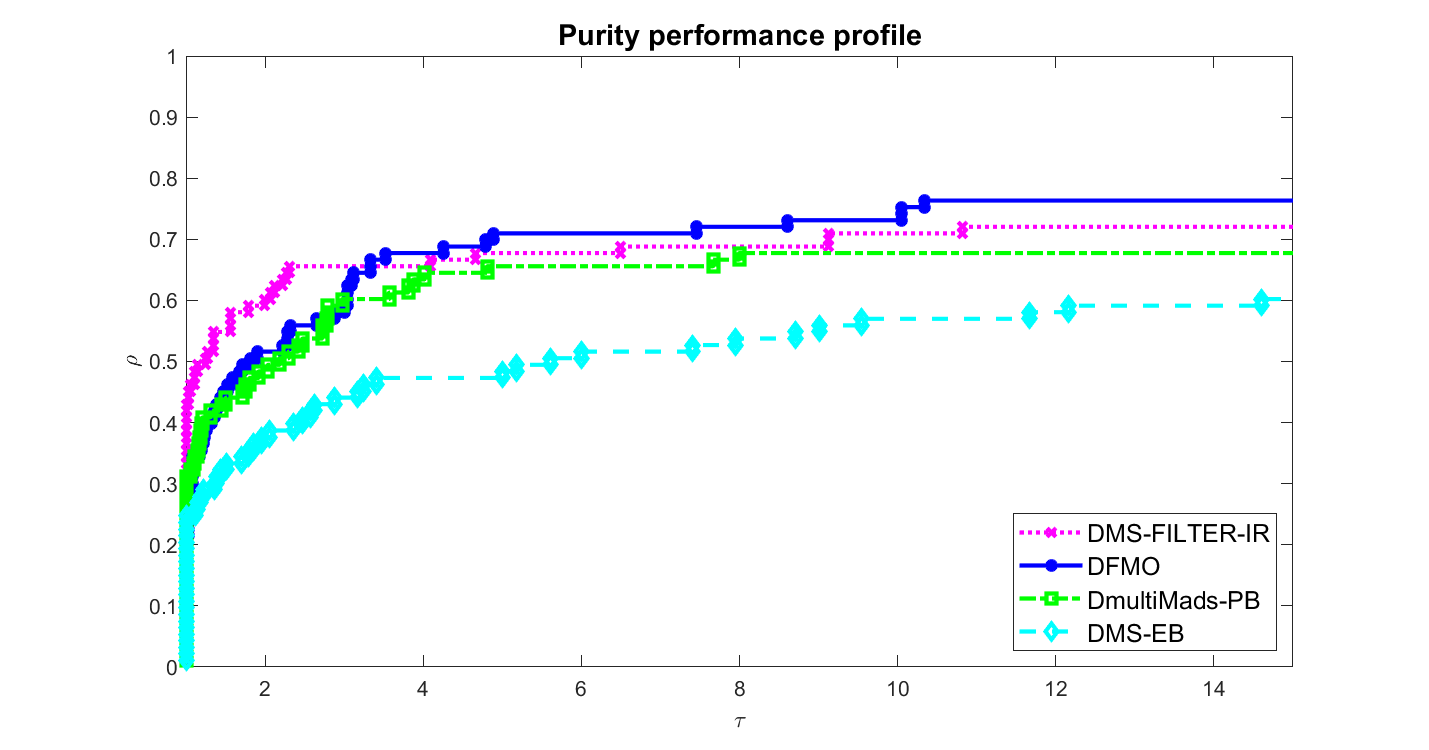 Purity performance profile
1
0.9
0.8
0.7
0.6
0.5
0.4
0.3
0.2
0.1
0
ρ
2
4
6
8
10
12
14
τ
DMS-FILTER-IR
DFMO
DmultiMads-PB
DMS-EB